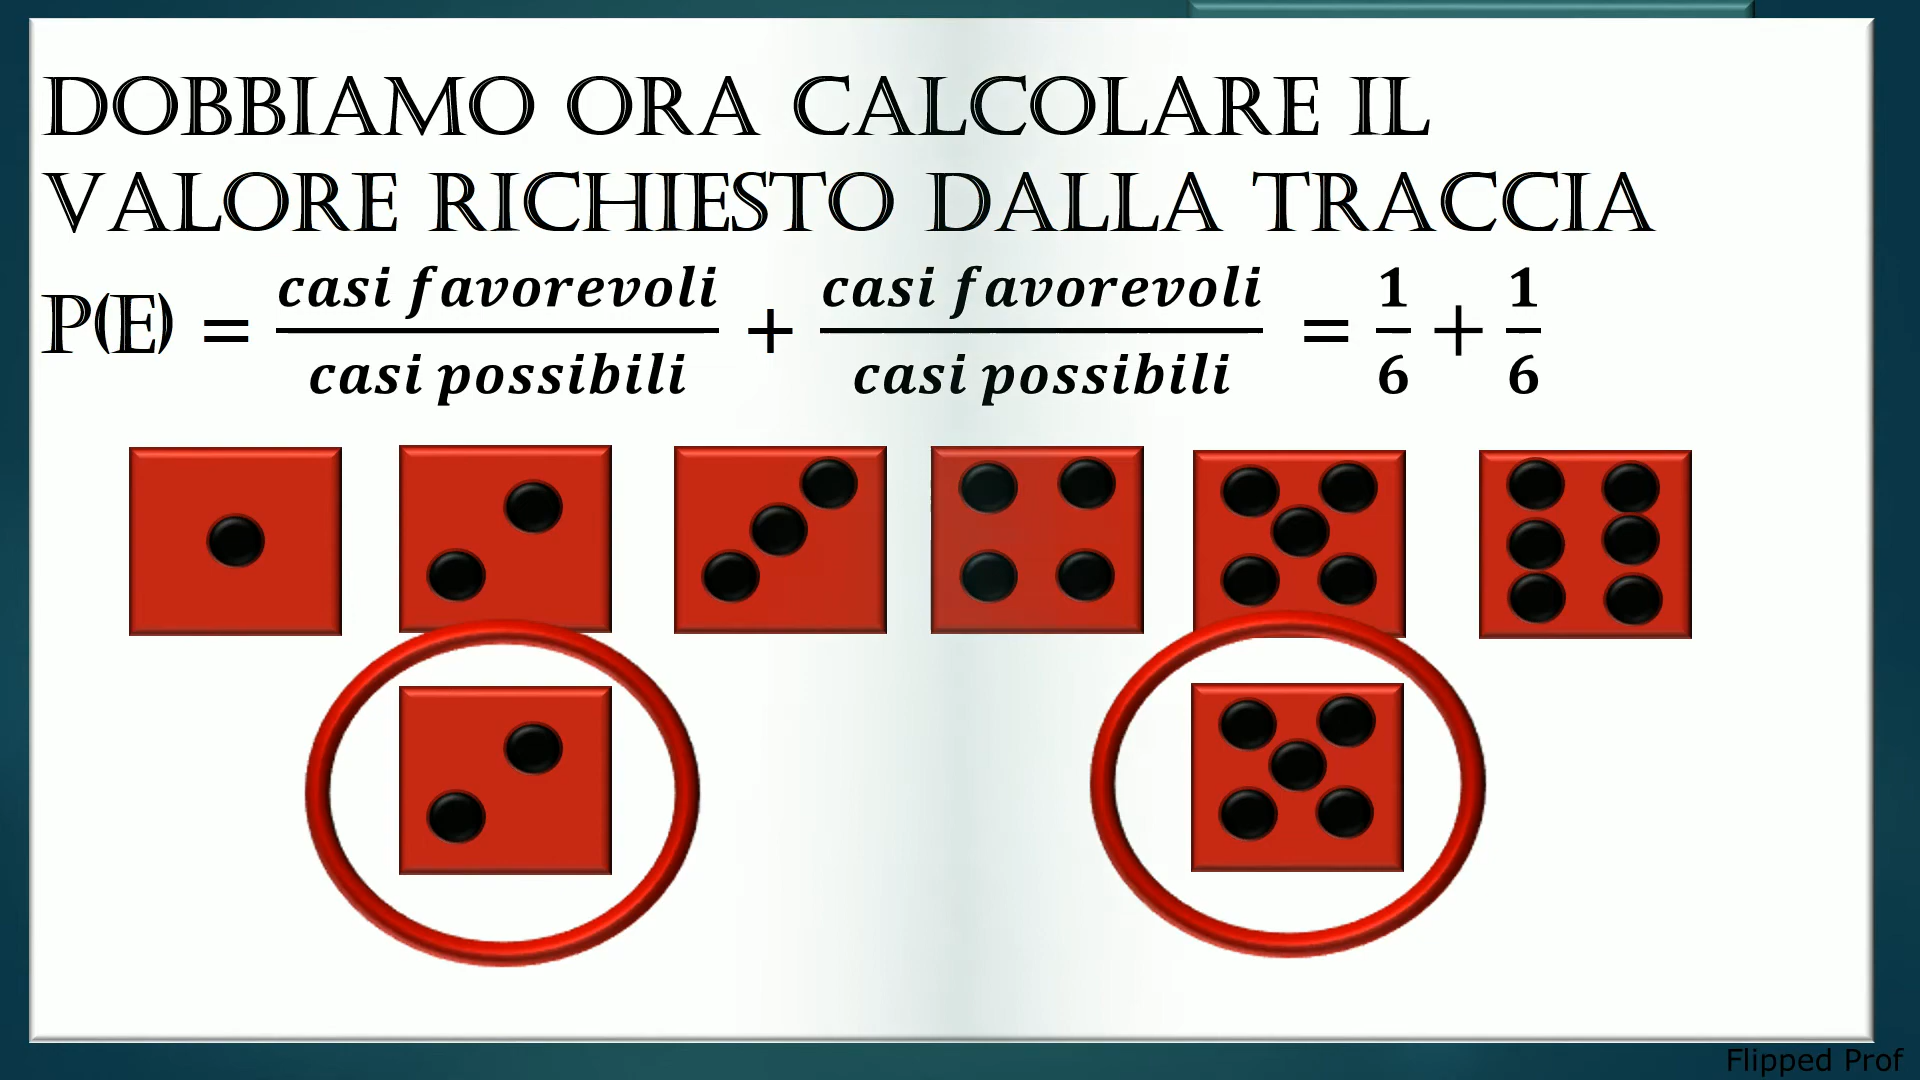 DOBBIAMO ORA CALCOLARE IL
VALORE RICHIESTO DALLA TRACCIA
P(E) = casi favorevoli / casi possibili + casi favorevoli / casi possibili = 1/6 + 1/6
Flipped Prof